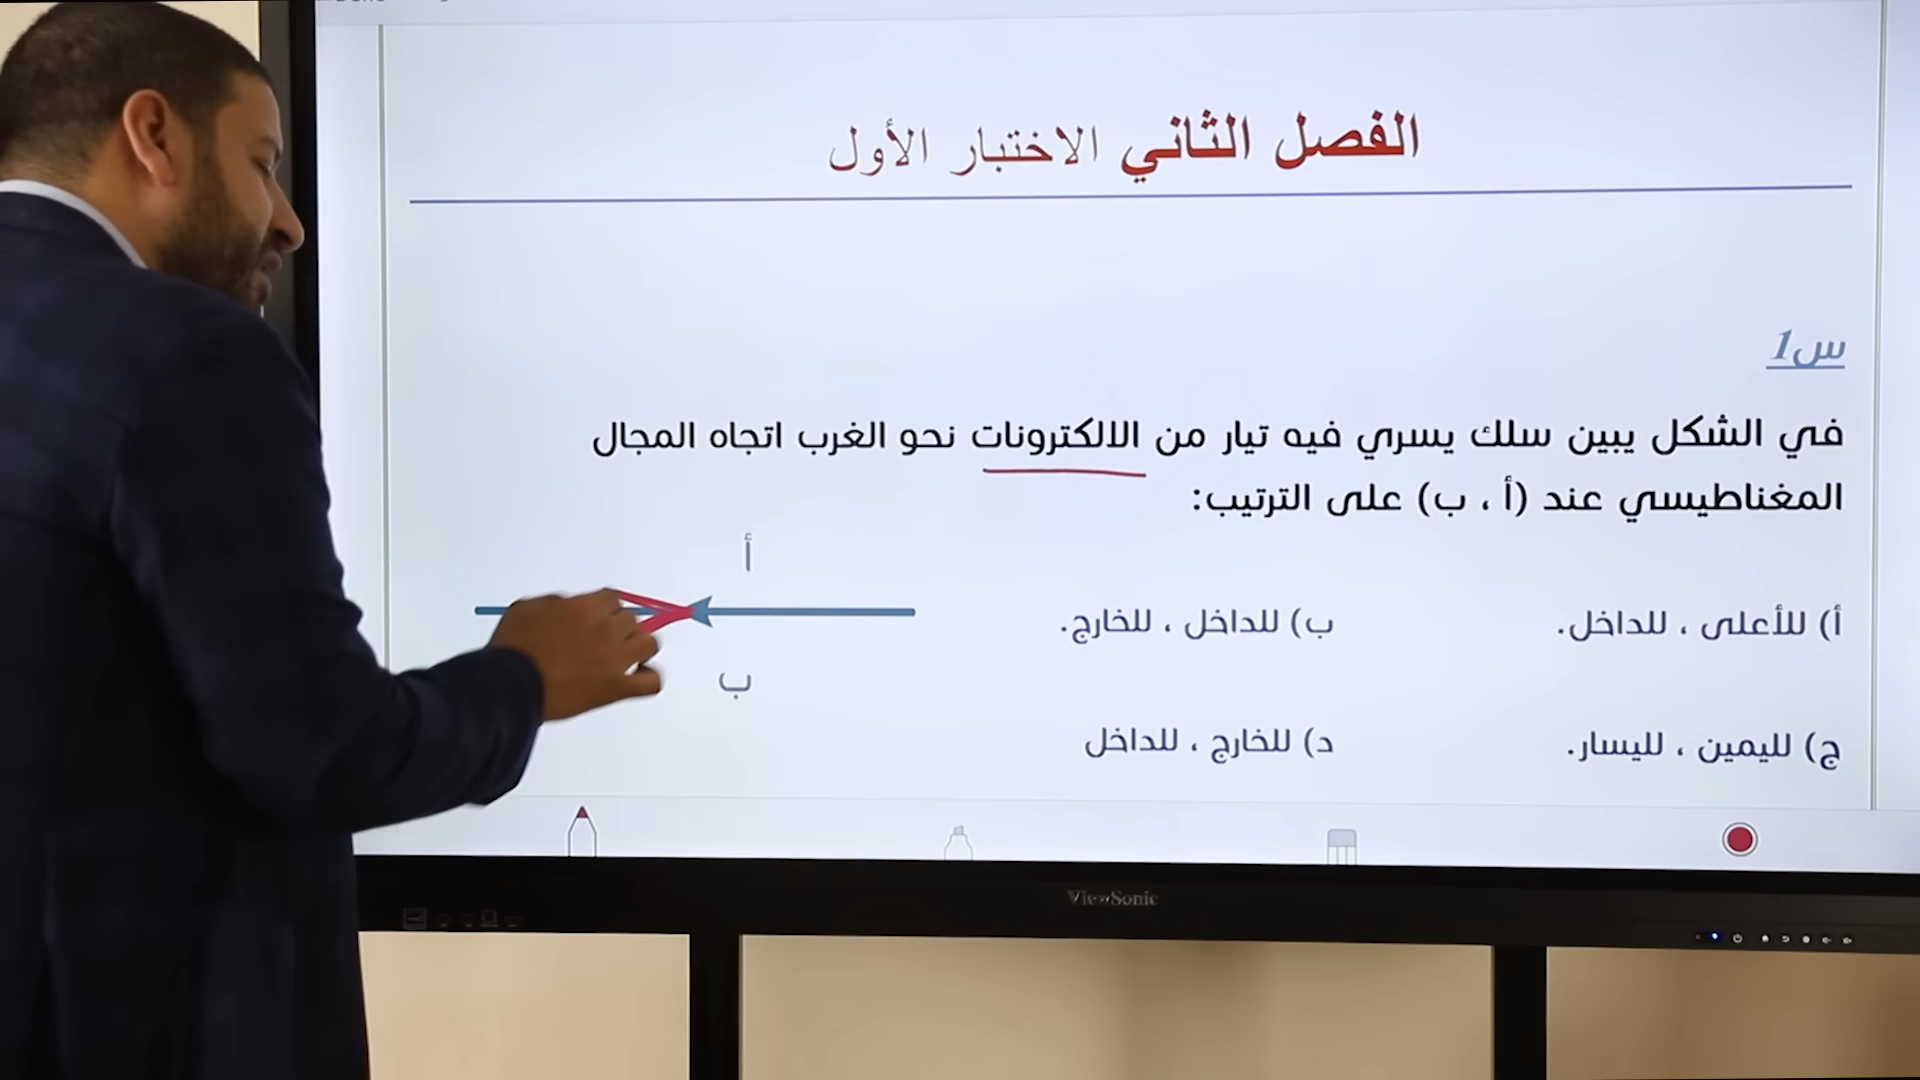 الفصل الثاني الاختبار الأول
س1
في الشكل يبين سلك يسري فيه تيار من الالكترونات نحو الغرب اتجاه المجال
المغناطيسي عند (أ ، ب) على الترتيب:
أ
أ) للأعلى ، للداخل.
ب) للداخل ، للخارج.
ب
ج) لليمين ، لليسار.
د) للخارج ، للداخل
ViewSonic